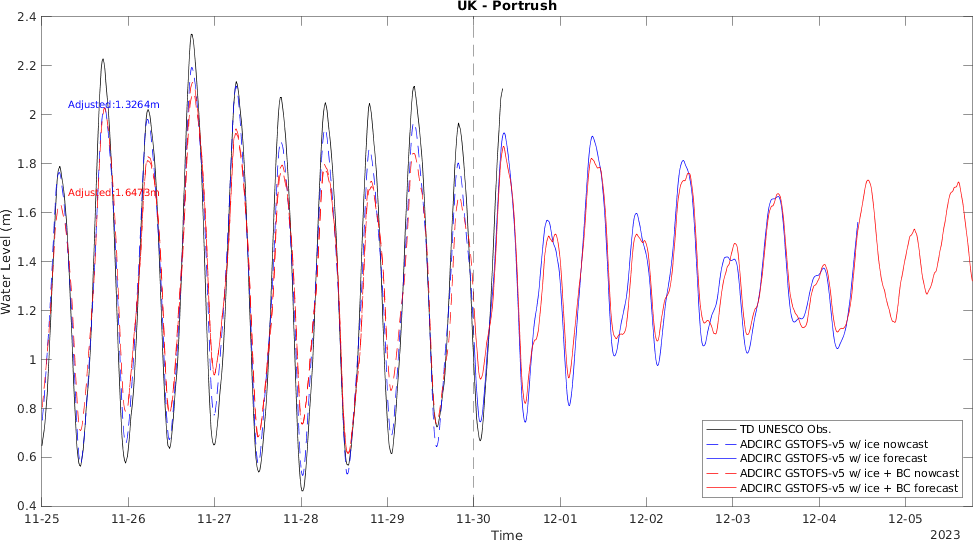 UK - Portrush
2.4
2.2
2
1.8
1.6
1.4
1.2
1
0.8
0.6
0.4
Water Level (m)
Adjusted:1.3264m
Adjusted:1.6473m
TD UNESCO Obs.
ADCIRC GSTOFS-v5 w/ ice nowcast
ADCIRC GSTOFS-v5 w/ ice forecast
ADCIRC GSTOFS-v5 w/ ice + BC nowcast
ADCIRC GSTOFS-v5 w/ ice + BC forecast
11-25 11-26 11-27 11-28 11-29 11-30 12-01 12-02 12-03 12-04 12-05
Time
2023